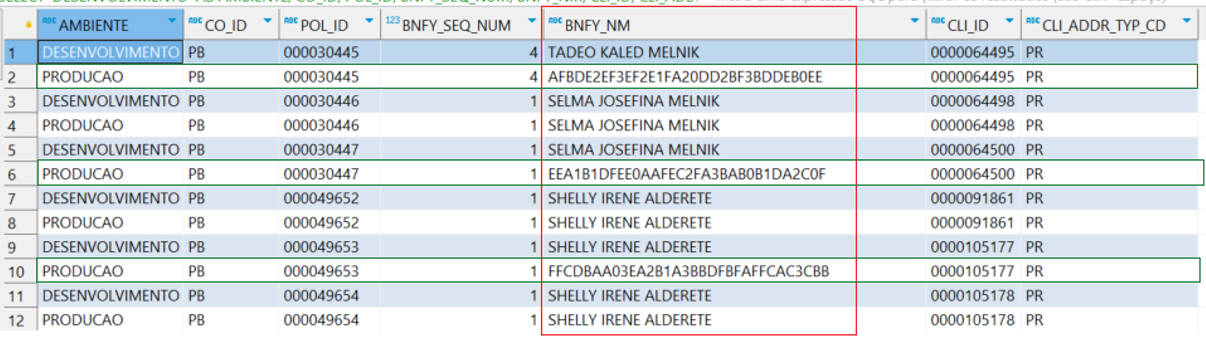 AMBIENTE CO_ID POL_ID BNFY_SEQ_NUM BNFY_NM CLI_ID CLI_ADDR_TYP_CD
1 DESENVOLVIMENTO PB 000030445 4 TADEO KALED MELNIK 0000064495 PR
2 PRODUCAO PB 000030445 4 AFBDE2EF3EF2E1FA20DD2BF3BDDEB0EE 0000064495 PR
3 DESENVOLVIMENTO PB 000030446 1 SELMA JOSEFINA MELNIK 0000064498 PR
4 PRODUCAO PB 000030446 1 SELMA JOSEFINA MELNIK 0000064498 PR
5 DESENVOLVIMENTO PB 000030447 1 SELMA JOSEFINA MELNIK 0000064500 PR
6 PRODUCAO PB 000030447 1 EEA1B1DFEE0AAFEC2FA3BAB0B1DA2C0F 0000064500 PR
7 DESENVOLVIMENTO PB 000049652 1 SHELLY IRENE ALDERETE 0000091861 PR
8 PRODUCAO PB 000049652 1 SHELLY IRENE ALDERETE 0000091861 PR
9 DESENVOLVIMENTO PB 000049653 1 SHELLY IRENE ALDERETE 0000105177 PR
10 PRODUCAO PB 000049653 1 FFCDBAA03EA2B1A3BBDFBFAFFCAC3CBB 0000105177 PR
11 DESENVOLVIMENTO PB 000049654 1 SHELLY IRENE ALDERETE 0000105178 PR
12 PRODUCAO PB 000049654 1 SHELLY IRENE ALDERETE 0000105178 PR